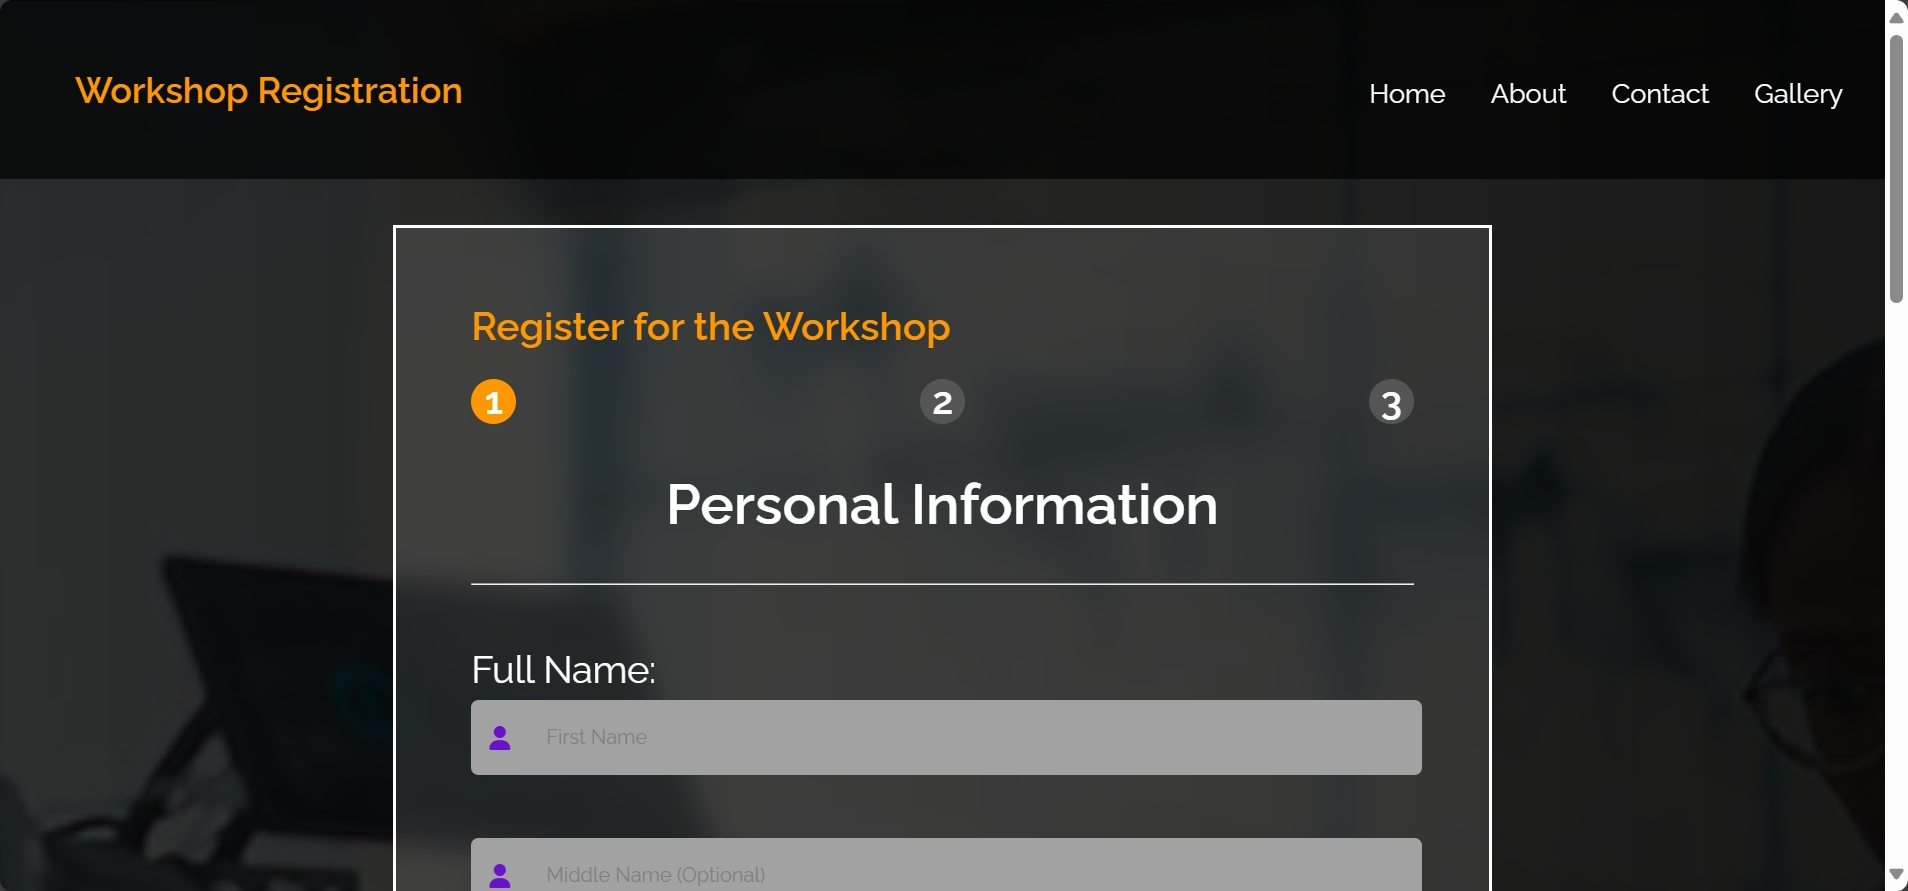 Workshop Registration
Home About Contact Gallery
Register for the Workshop
1 2 3
Personal Information
Full Name:
First Name
Middle Name (Optional)